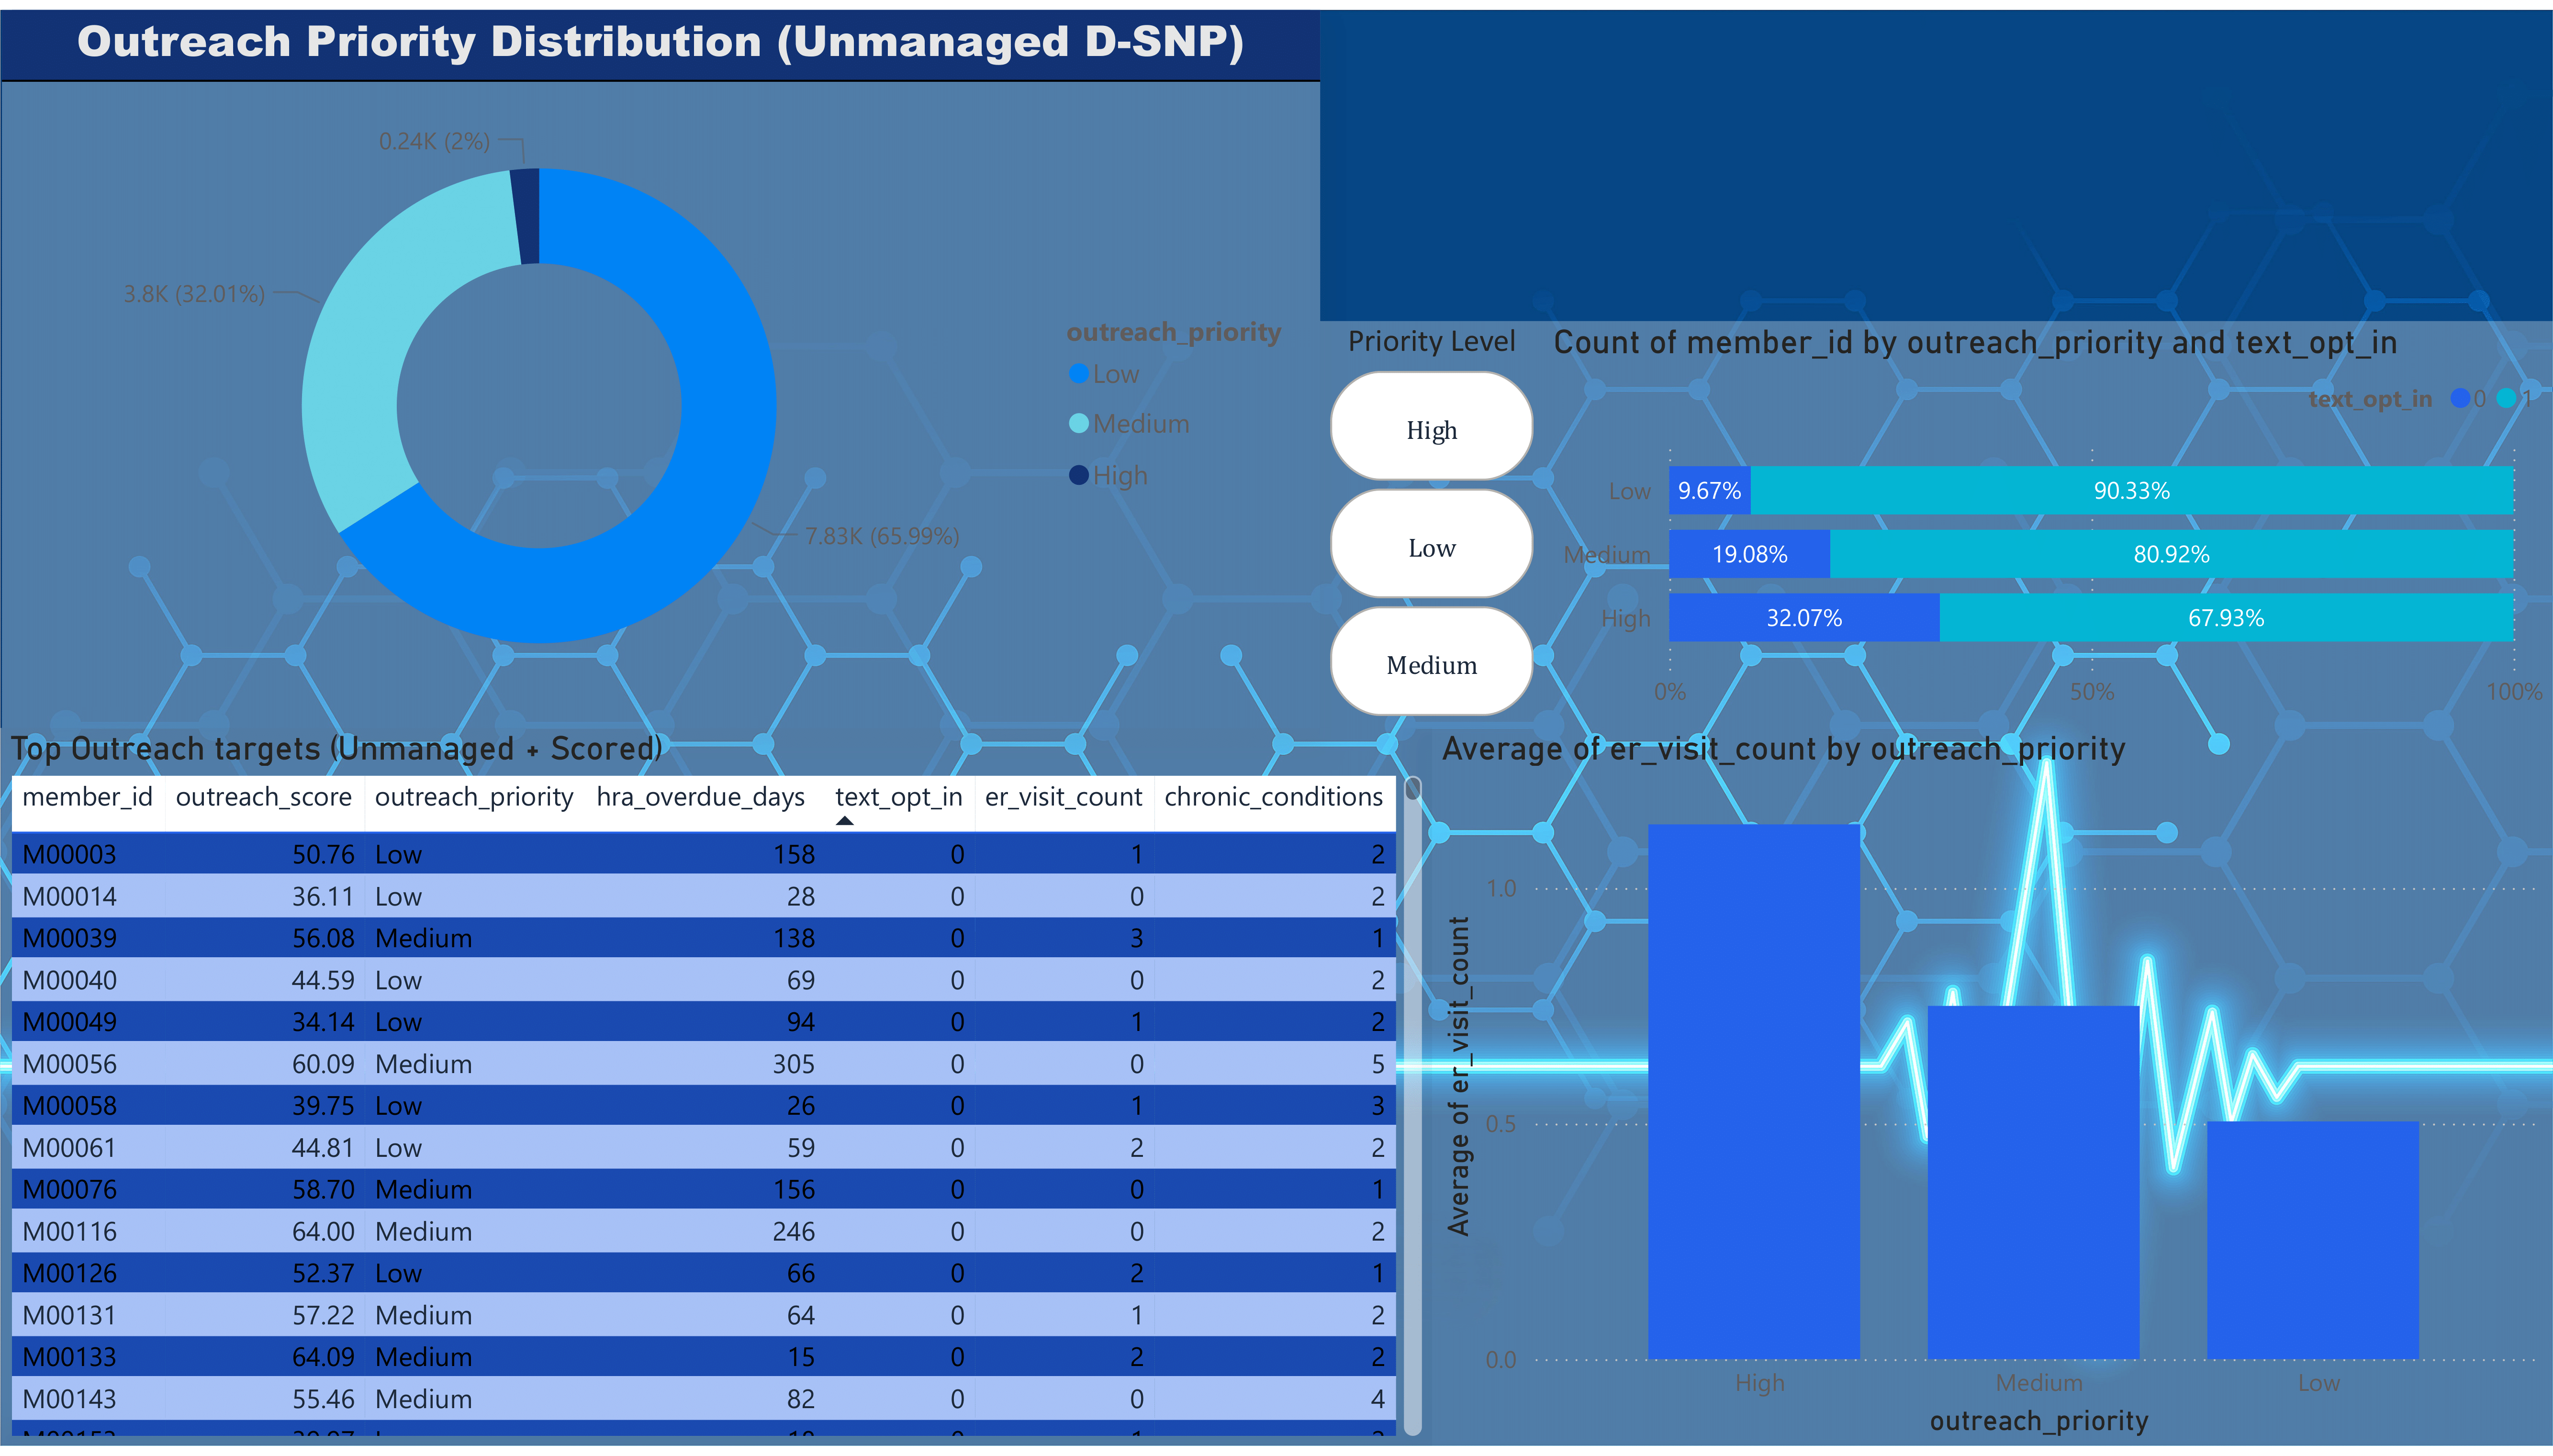 Outreach Priority Distribution (Unmanaged D-SNP)
0.24K (2%)
3.8K (32.01%)
7.83K (65.99%)
outreach_priority
Low
Medium
High
Priority Level
High
Low
Medium
Count of member_id by outreach_priority and text_opt_in
text_opt_in 0 1
Low 9.67% 90.33%
Medium 19.08% 80.92%
High 32.07% 67.93%
0% 50% 100%
Top Outreach targets (Unmanaged + Scored)
member_id outreach_score outreach_priority hra_overdue_days text_opt_in er_visit_count chronic_conditions
M00003 50.76 Low 158 0 1 2
M00014 36.11 Low 28 0 0 2
M00039 56.08 Medium 138 0 3 1
M00040 44.59 Low 69 0 0 2
M00049 34.14 Low 94 0 1 2
M00056 60.09 Medium 305 0 0 5
M00058 39.75 Low 26 0 1 3
M00061 44.81 Low 59 0 2 2
M00076 58.70 Medium 156 0 0 1
M00116 64.00 Medium 246 0 0 2
M00126 52.37 Low 66 0 2 1
M00131 57.22 Medium 64 0 1 2
M00133 64.09 Medium 15 0 2 2
M00143 55.46 Medium 82 0 0 4
Average of er_visit_count by outreach_priority
Average of er_visit_count
1.0
0.5
0.0
High Medium Low
outreach_priority